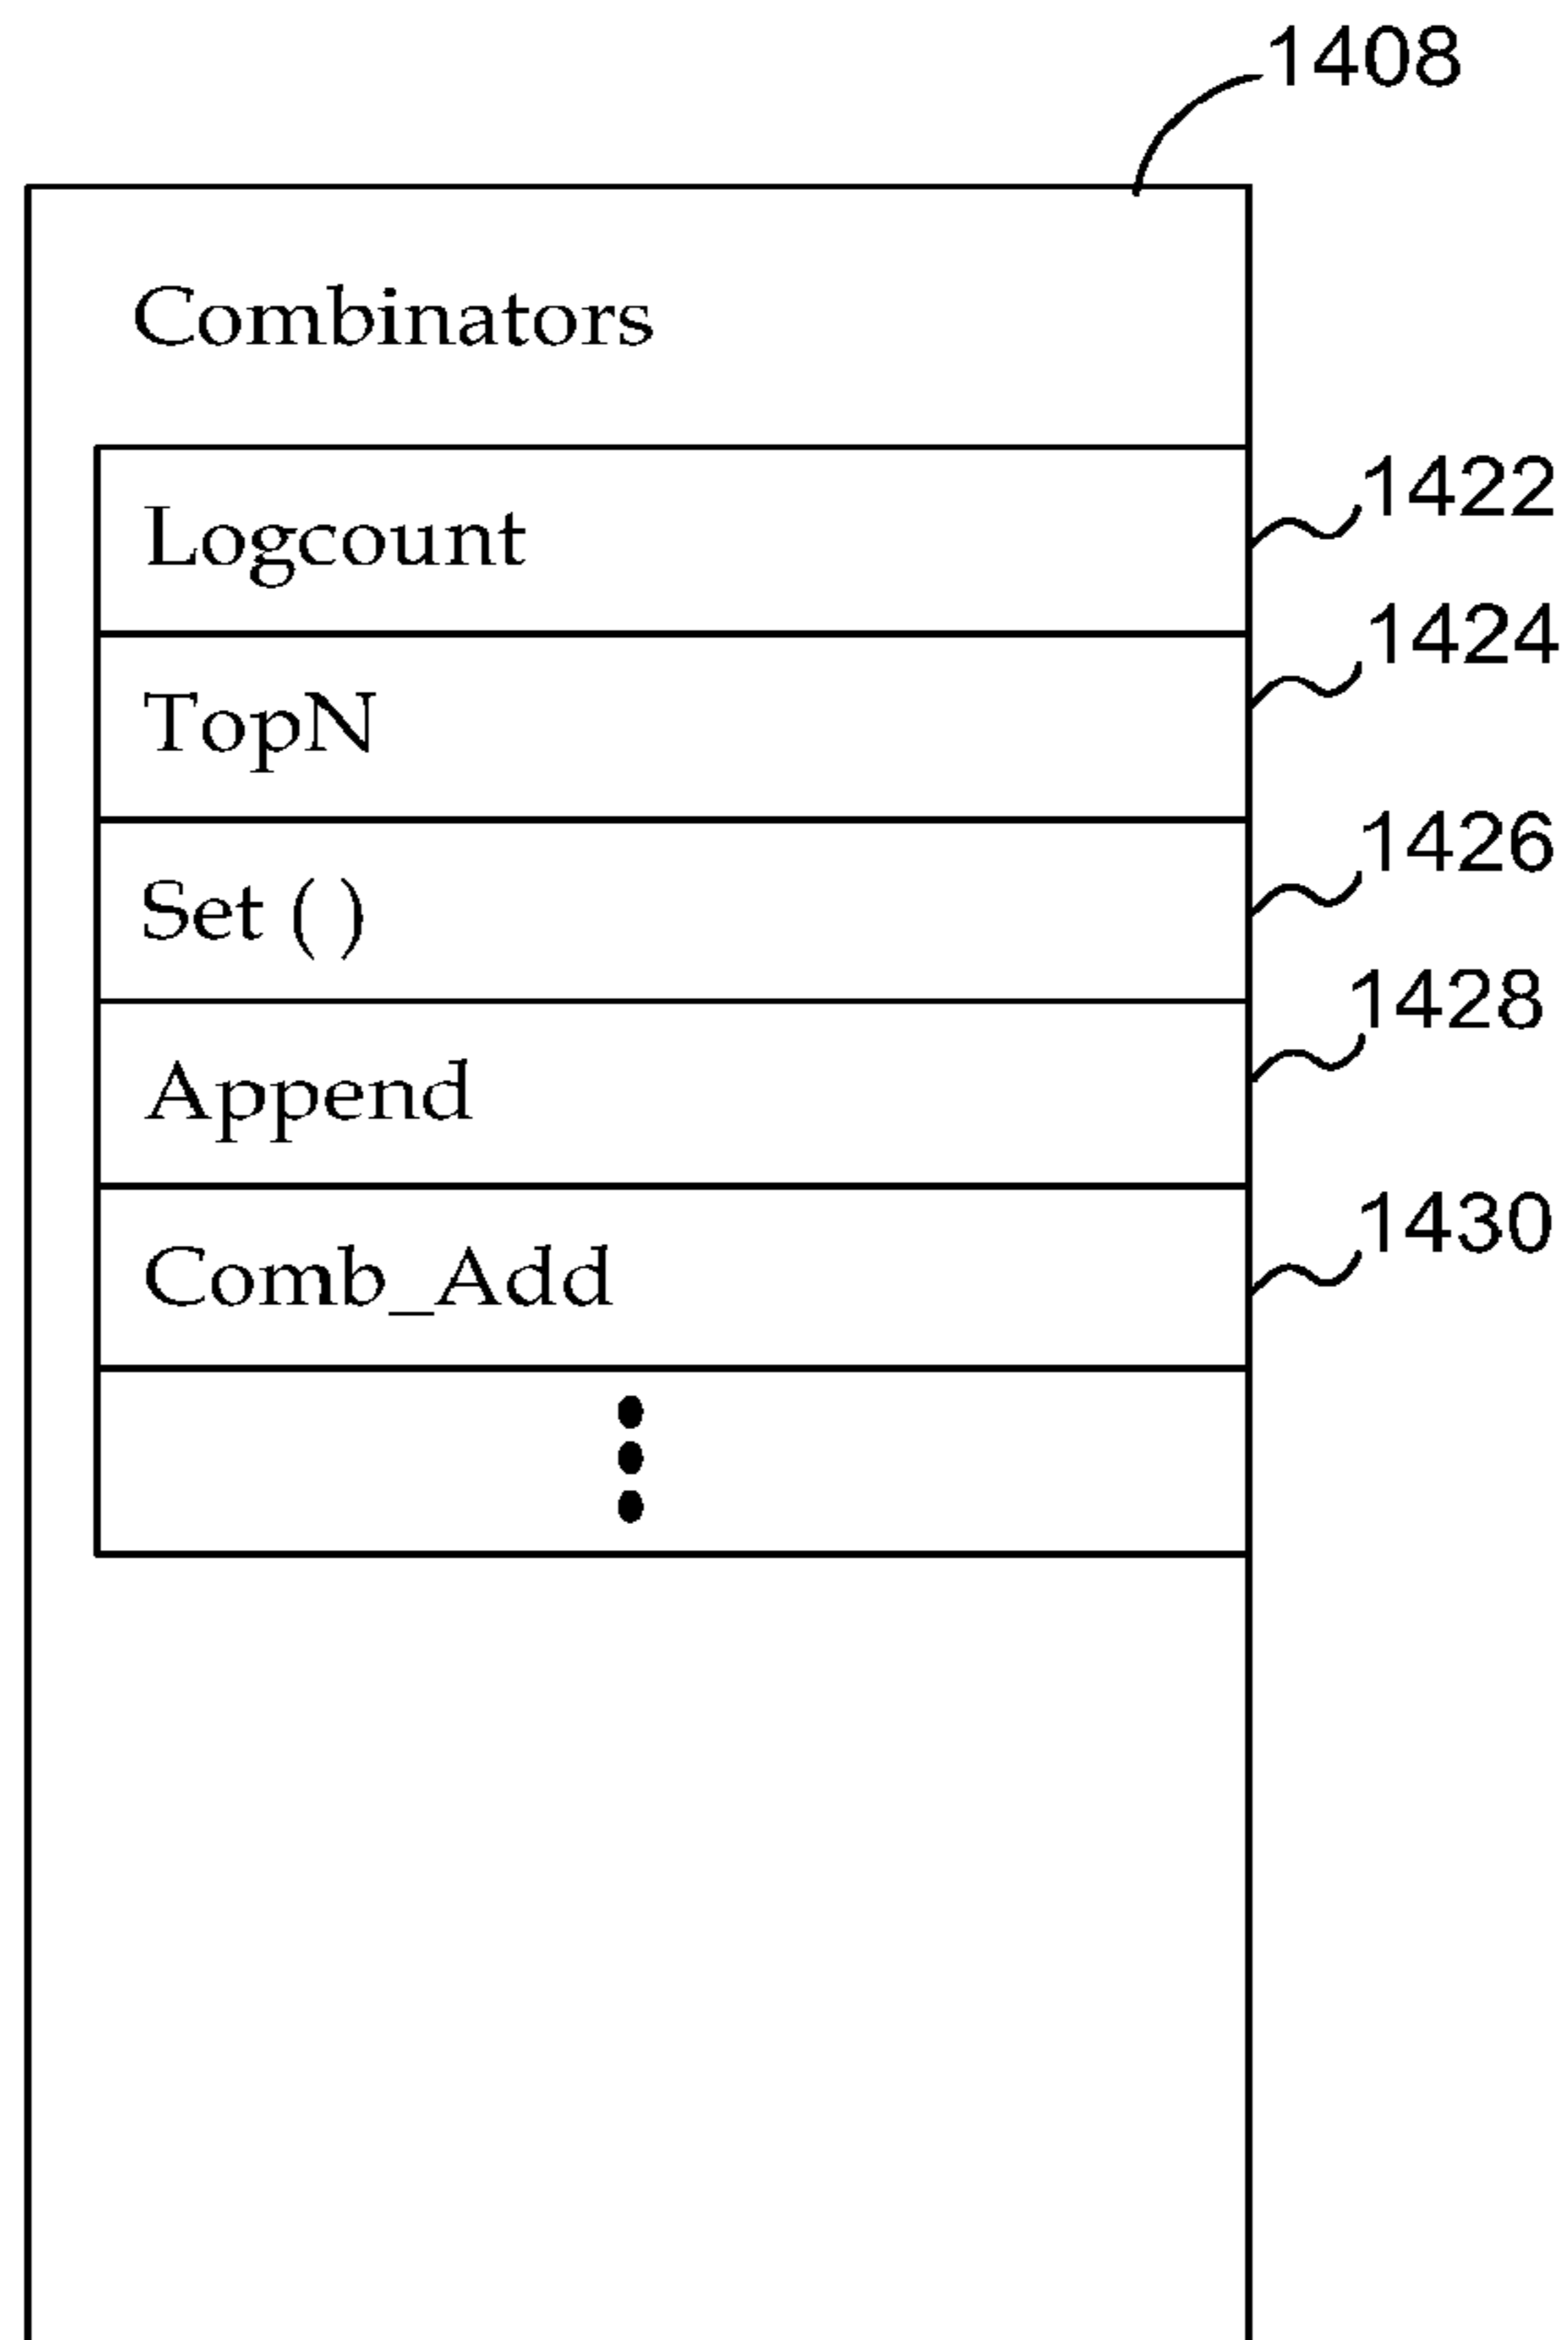 1408
Combinators
Logcount
1422
TopN
1424
Set ( )
1426
Append
1428
Comb_Add
1430